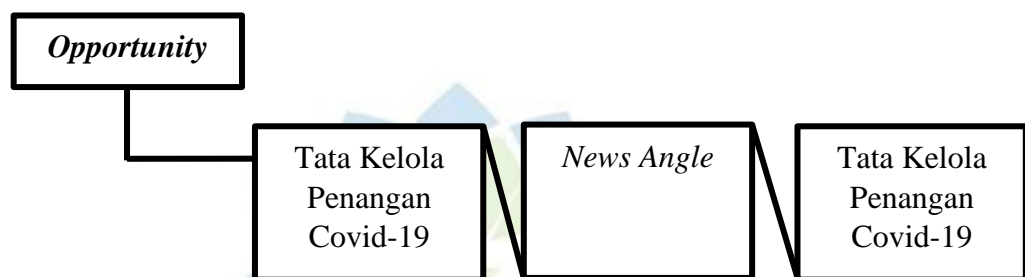 Opportunity
Tata Kelola
Penangan
Covid-19
News Angle
Tata Kelola
Penangan
Covid-19